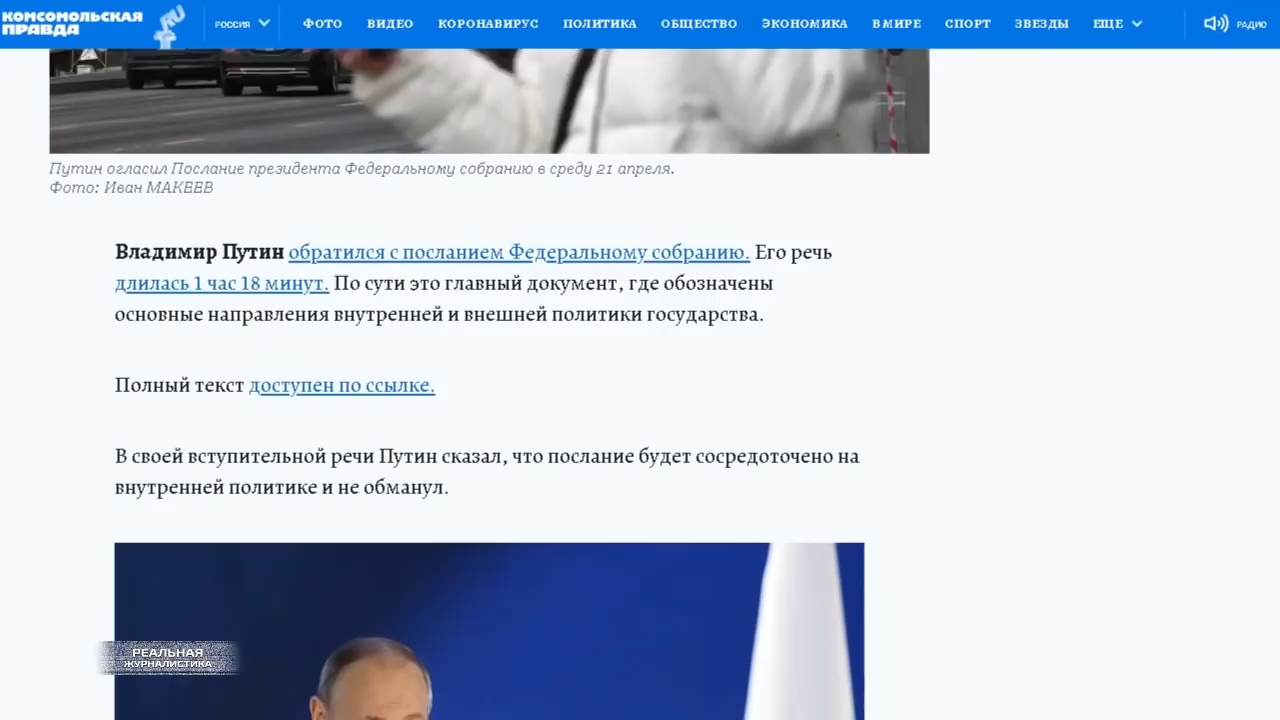 КОМСОМОЛЬСКАЯ
ПРАВДА
.RU
РОССИЯ
ФОТО ВИДЕО КОРОНАВИРУС ПОЛИТИКА ОБЩЕСТВО ЭКОНОМИКА В МИРЕ СПОРТ ЗВЕЗДЫ ЕЩЕ
РАДИО
Путин огласил Послание президента Федеральному собранию в среду 21 апреля.
Фото: Иван МАКЕЕВ
Владимир Путин обратился с посланием Федеральному собранию. Его речь
длилась 1 час 18 минут. По сути это главный документ, где обозначены
основные направления внутренней и внешней политики государства.
Полный текст доступен по ссылке.
В своей вступительной речи Путин сказал, что послание будет сосредоточено на
внутренней политике и не обманул.
РЕАЛЬНАЯ
ЖУРНАЛИСТИКА